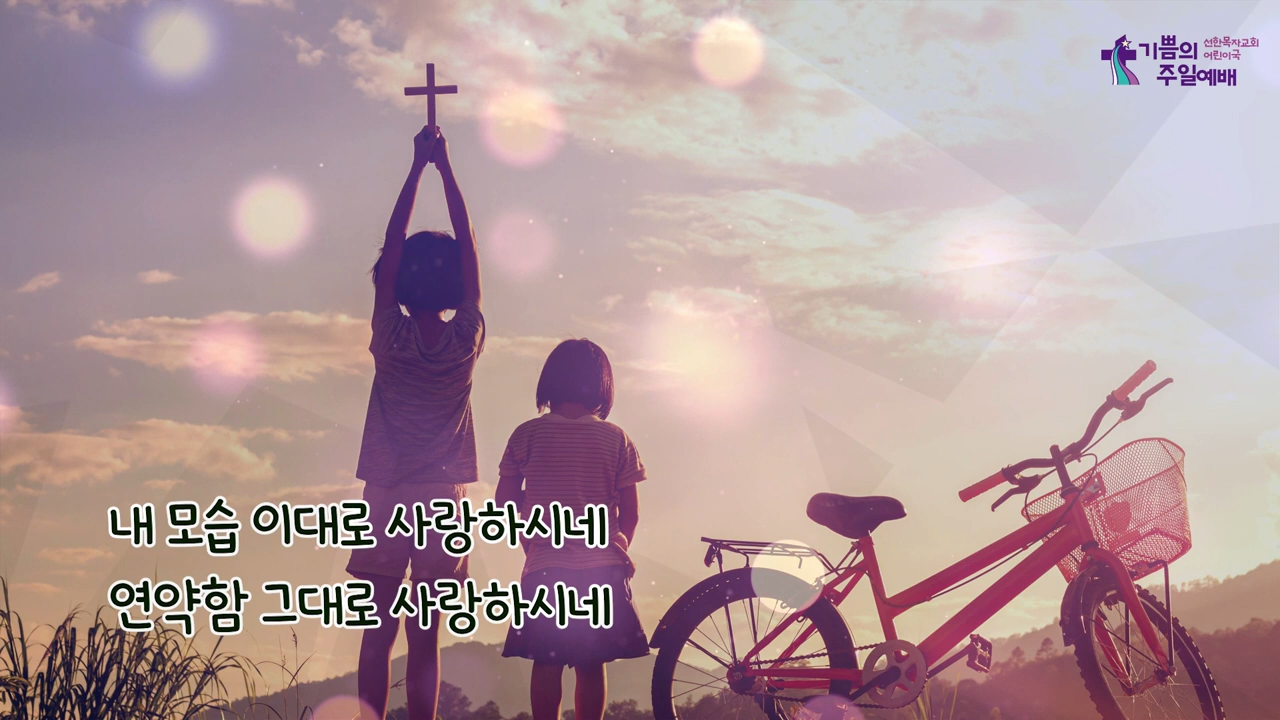 기쁨의
주일예배
선한목자교회
어린이국
내 모습 이대로 사랑하시네
연약함 그대로 사랑하시네